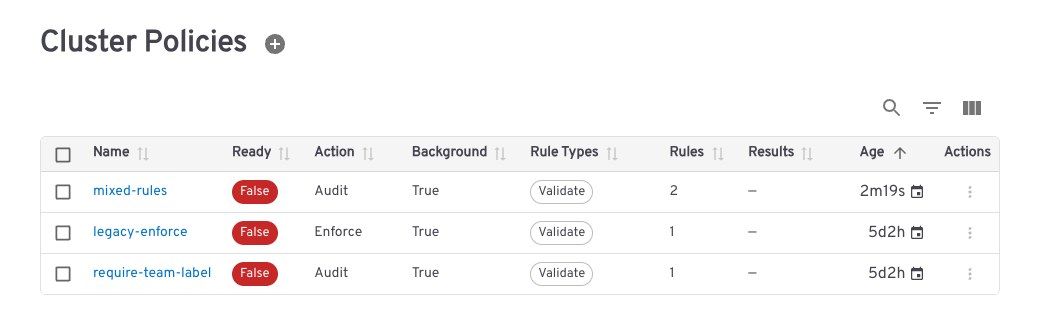 Cluster Policies
Name Ready Action Background Rule Types Rules Results Age Actions
mixed-rules False Audit True Validate 2 — 2m19s
legacy-enforce False Enforce True Validate 1 — 5d2h
require-team-label False Audit True Validate 1 — 5d2h